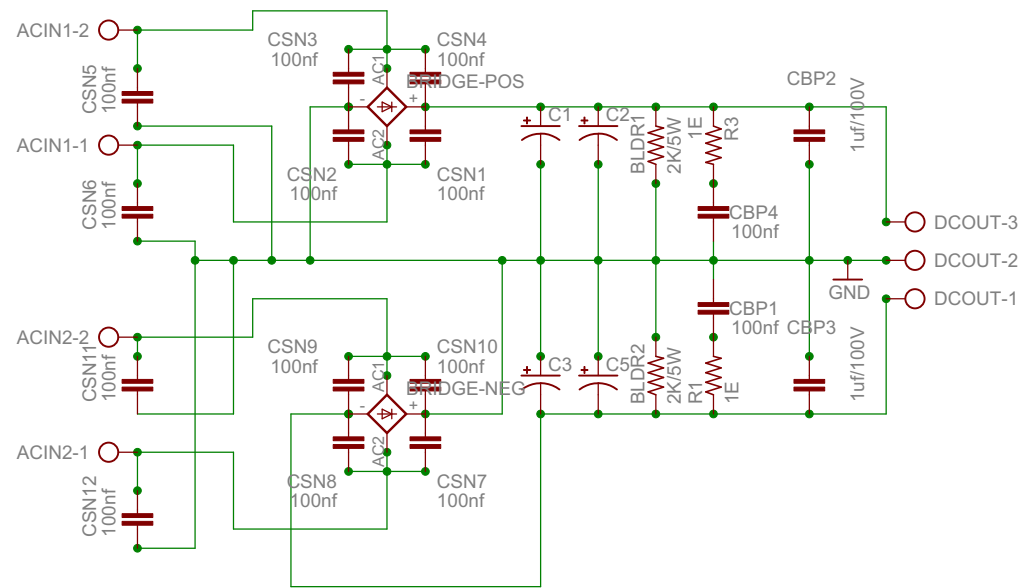 ACIN1-2
CSN5
100nf
ACIN1-1
CSN6
100nf
CSN3
100nf
CSN4
100nf
AC1
BRIDGE-POS
-
+
AC2
CSN2
100nf
CSN1
100nf
+
C1
+
C2
BLDR1
2K/5W
1E
R3
CBP2
1uf/100V
CBP4
100nf
DCOUT-3
DCOUT-2
DCOUT-1
GND
ACIN2-2
CSN11
100nf
ACIN2-1
CSN12
100nf
CSN9
100nf
CSN10
100nf
AC1
BRIDGE-NEG
-
+
AC2
CSN8
100nf
CSN7
100nf
+
C3
+
C5
BLDR2
2K/5W
R1
1E
CBP1
100nf
CBP3
1uf/100V